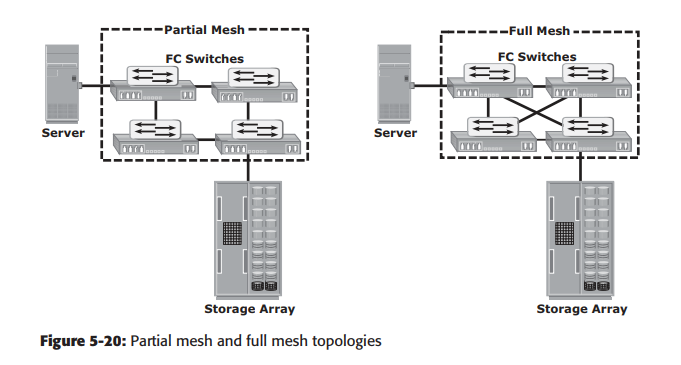 Partial Mesh
FC Switches
Server
Storage Array
Full Mesh
FC Switches
Server
Storage Array
Figure 5-20: Partial mesh and full mesh topologies